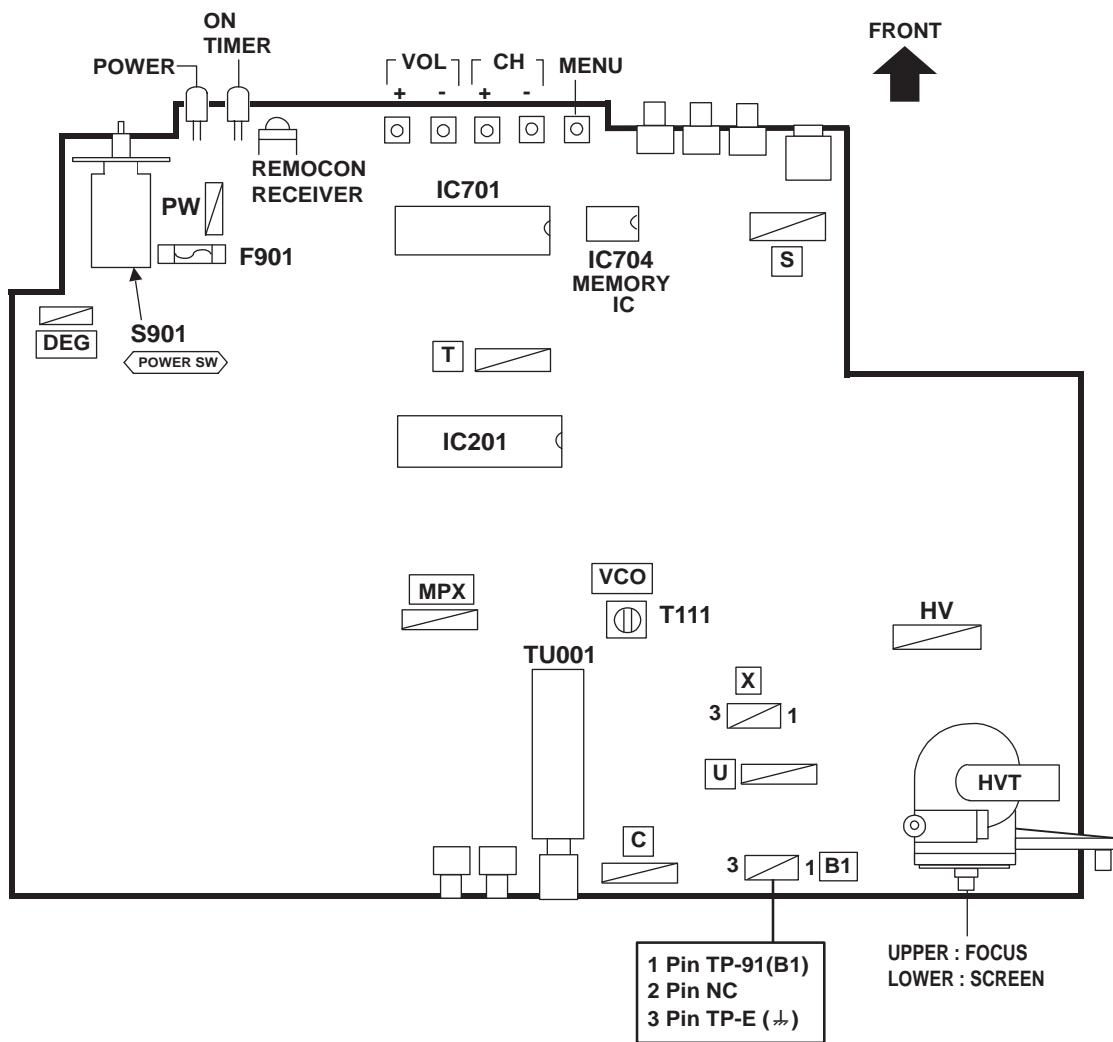 ON
TIMER
POWER
VOL
CH
MENU
+ - + -
FRONT
REMOCON
RECEIVER
PW
F901
IC701
IC704
MEMORY
IC
S
DEG
S901
POWER SW
T
IC201
MPX
VCO
T111
HV
TU001
X
3 1
U
HVT
C
3 1 B1
1 Pin TP-91(B1)
2 Pin NC
3 Pin TP-E (⏚)
UPPER : FOCUS
LOWER : SCREEN